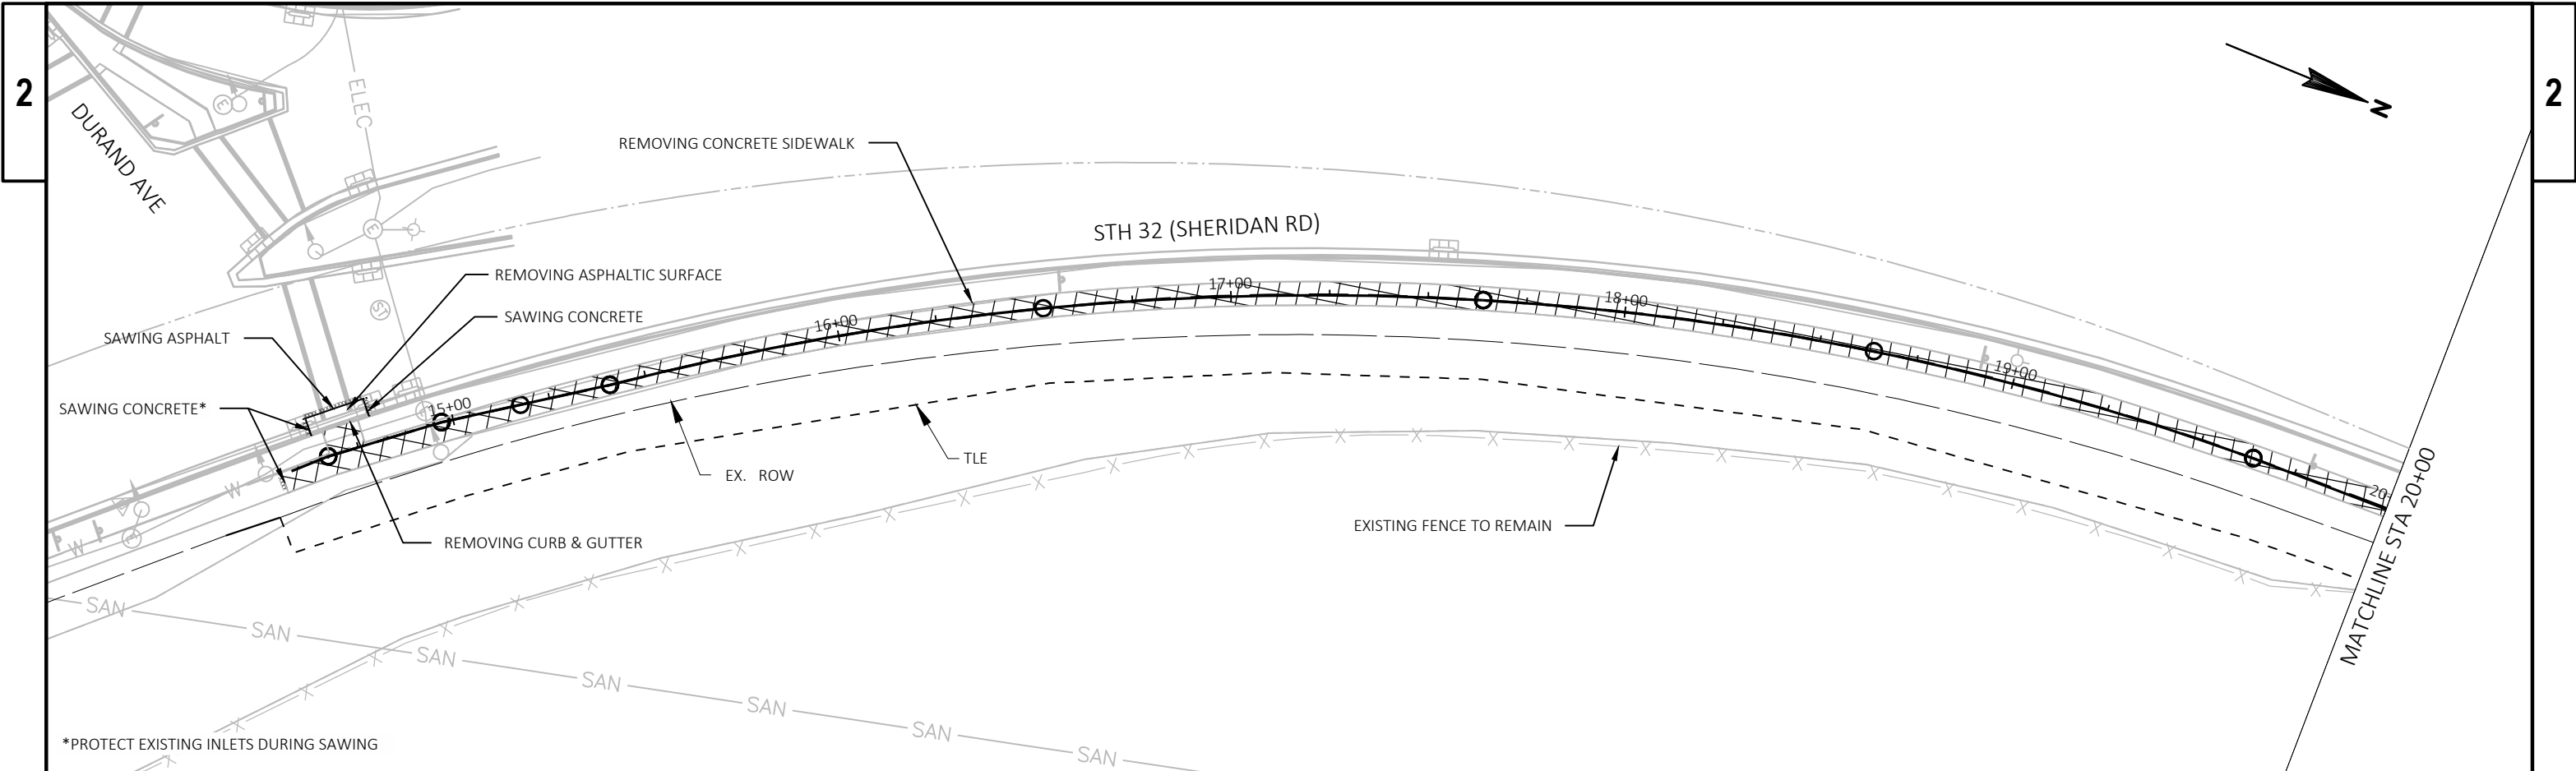 2
2
N
DURAND AVE
ELEC
E
REMOVING CONCRETE SIDEWALK
STH 32 (SHERIDAN RD)
E
REMOVING ASPHALTIC SURFACE
17+00
18+00
ST
SAWING CONCRETE
16+00
SAWING ASPHALT
19+00
SAWING CONCRETE*
15+00
TLE
EX. ROW
20
W
W
EXISTING FENCE TO REMAIN
REMOVING CURB & GUTTER
MATCHLINE STA 20+00
SAN
SAN
SAN
SAN
SAN
SAN
SAN
*PROTECT EXISTING INLETS DURING SAWING